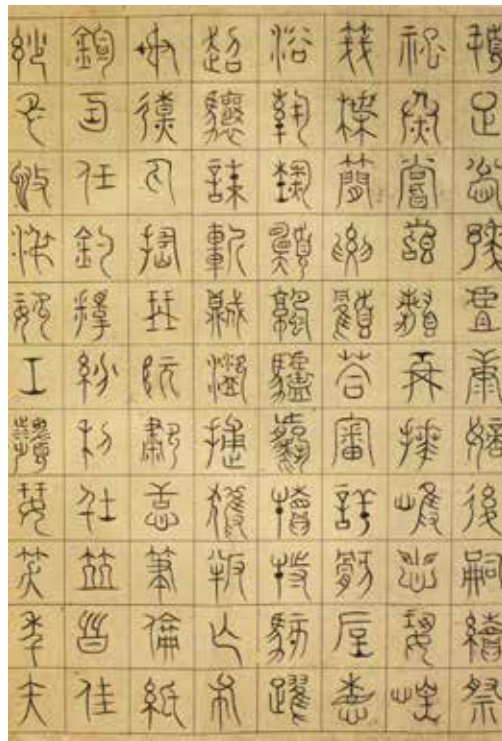 頓足悅豫且康嫡後嗣續祭
祀烝嘗稽顙再拜悚懼恐惶
箋牒簡要顧答審詳骸垢想
浴執熱願涼驢騾犢特駭躍
超驤誅斬賊盜捕獲叛亡布
射僚丸嵇琴阮嘯恬筆倫紙
鈞巧任釣釋紛利俗並皆佳
妙毛施淑姿工顰妍笑年矢